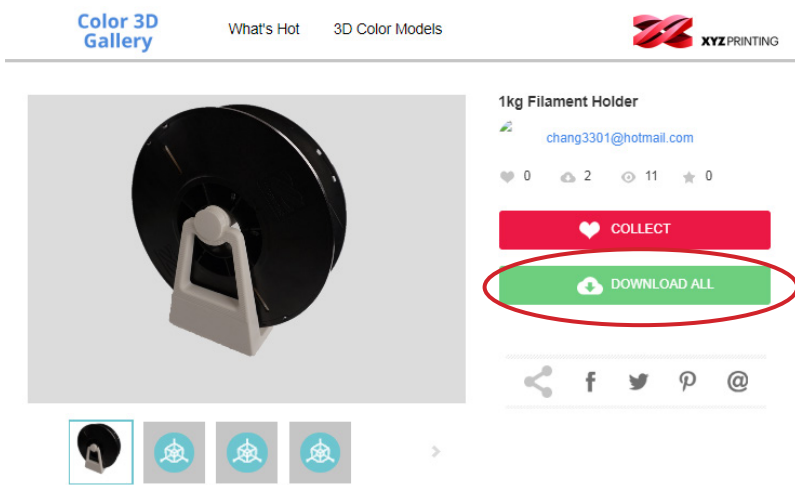 Color 3D
Gallery
What's Hot
3D Color Models
XYZPRINTING
1kg Filament Holder
chang3301@hotmail.com
0 2 11 0
COLLECT
DOWNLOAD ALL